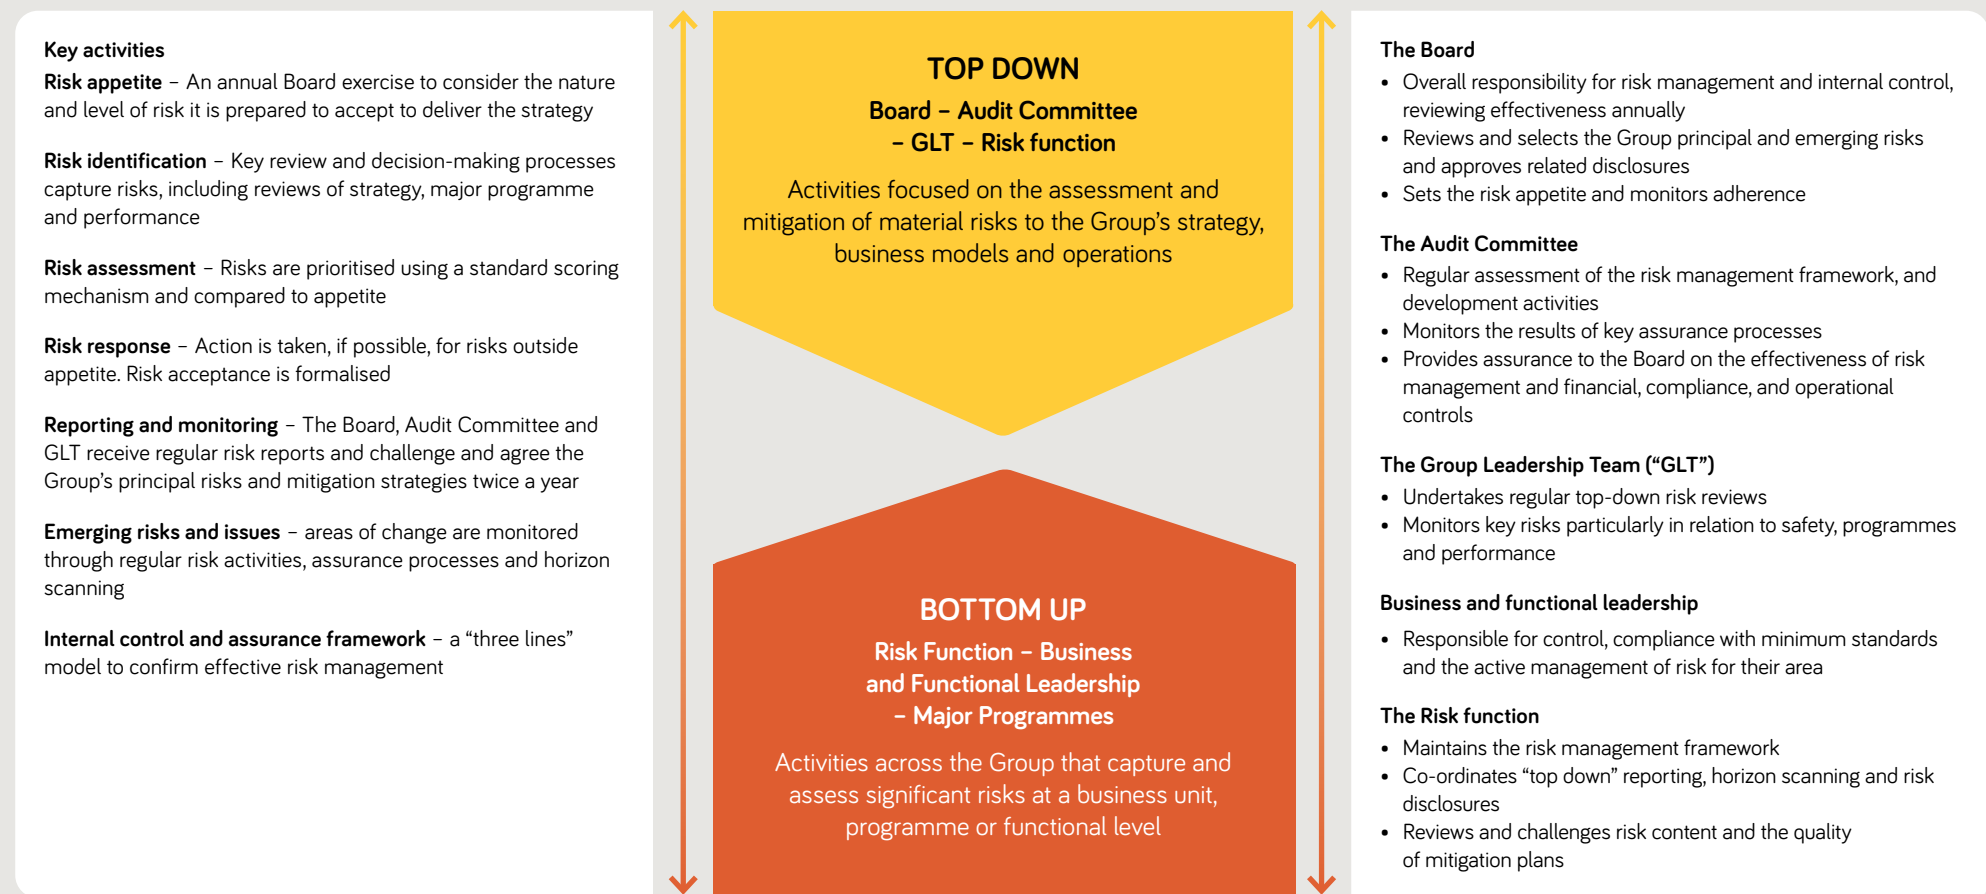 Key activities
Risk appetite – An annual Board exercise to consider the nature
and level of risk it is prepared to accept to deliver the strategy
Risk identification – Key review and decision-making processes
capture risks, including reviews of strategy, major programme
and performance
Risk assessment – Risks are prioritised using a standard scoring
mechanism and compared to appetite
Risk response – Action is taken, if possible, for risks outside
appetite. Risk acceptance is formalised
Reporting and monitoring – The Board, Audit Committee and
GLT receive regular risk reports and challenge and agree the
Group’s principal risks and mitigation strategies twice a year
Emerging risks and issues – areas of change are monitored
through regular risk activities, assurance processes and horizon
scanning
Internal control and assurance framework – a “three lines”
model to confirm effective risk management
TOP DOWN
Board – Audit Committee
– GLT – Risk function
Activities focused on the assessment and
mitigation of material risks to the Group’s strategy,
business models and operations
BOTTOM UP
Risk Function – Business
and Functional Leadership
– Major Programmes
Activities across the Group that capture and
assess significant risks at a business unit,
programme or functional level
The Board
• Overall responsibility for risk management and internal control,
reviewing effectiveness annually
• Reviews and selects the Group principal and emerging risks
and approves related disclosures
• Sets the risk appetite and monitors adherence
The Audit Committee
• Regular assessment of the risk management framework, and
development activities
• Monitors the results of key assurance processes
• Provides assurance to the Board on the effectiveness of risk
management and financial, compliance, and operational
controls
The Group Leadership Team (“GLT”)
• Undertakes regular top-down risk reviews
• Monitors key risks particularly in relation to safety, programmes
and performance
Business and functional leadership
• Responsible for control, compliance with minimum standards
and the active management of risk for their area
The Risk function
• Maintains the risk management framework
• Co-ordinates “top down” reporting, horizon scanning and risk
disclosures
• Reviews and challenges risk content and the quality
of mitigation plans